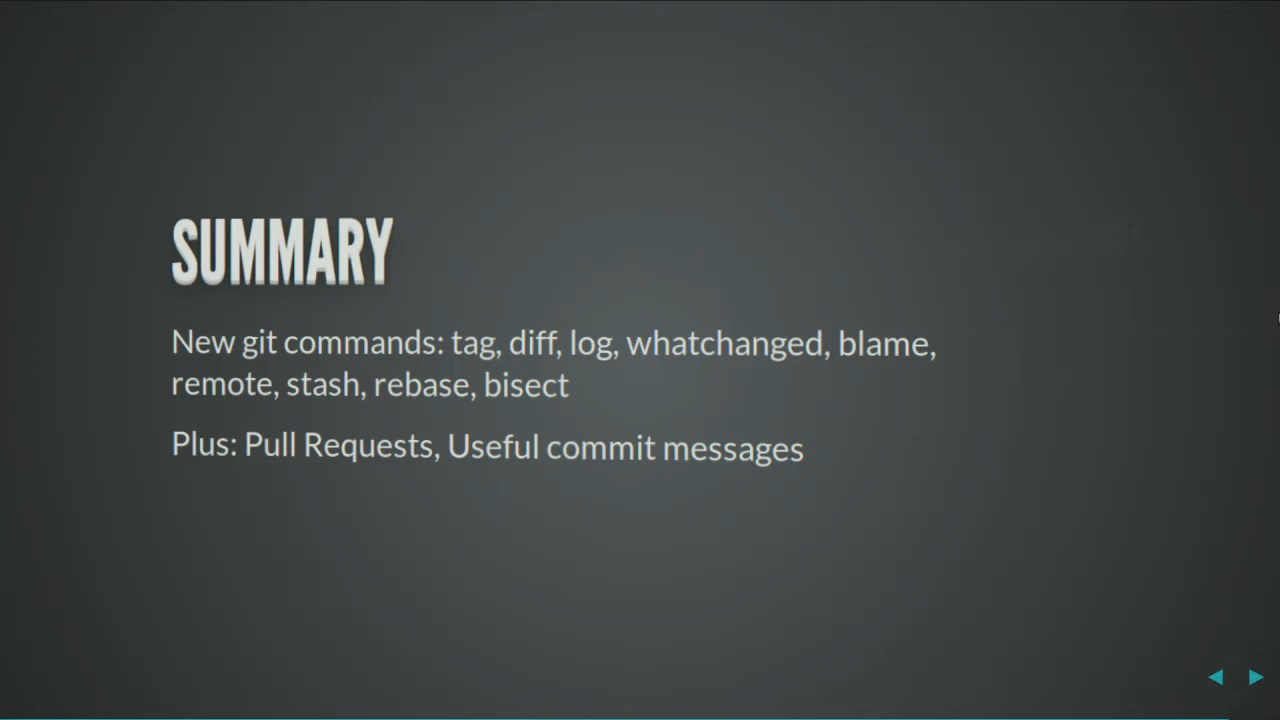 SUMMARY
New git commands: tag, diff, log, whatchanged, blame,
remote, stash, rebase, bisect
Plus: Pull Requests, Useful commit messages